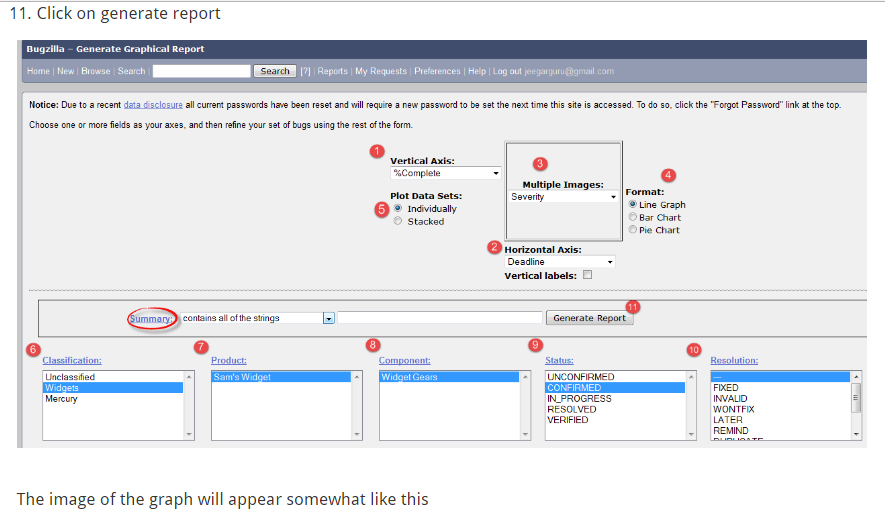 11. Click on generate report
Bugzilla – Generate Graphical Report
Home | New | Browse | Search | Search [?] | Reports | My Requests | Preferences | Help | Log out jeegarguru@gmail.com
Notice: Due to a recent data disclosure all current passwords have been reset and will require a new password to be set the next time this site is accessed. To do so, click the "Forgot Password" link at the top.
Choose one or more fields as your axes, and then refine your set of bugs using the rest of the form.
1
Vertical Axis:
%Complete
5
Plot Data Sets:
Individually
Stacked
3
Multiple Images:
Severity
4
Format:
Line Graph
Bar Chart
Pie Chart
2
Horizontal Axis:
Deadline
Vertical labels:
Summary: contains all of the strings Generate Report 11
6
Classification:
Unclassified
Widgets
Mercury
7
Product:
Sam's Widget
8
Component:
Widget Gears
9
Status:
UNCONFIRMED
CONFIRMED
IN_PROGRESS
RESOLVED
VERIFIED
10
Resolution:
---
FIXED
INVALID
WONTFIX
LATER
REMIND
The image of the graph will appear somewhat like this